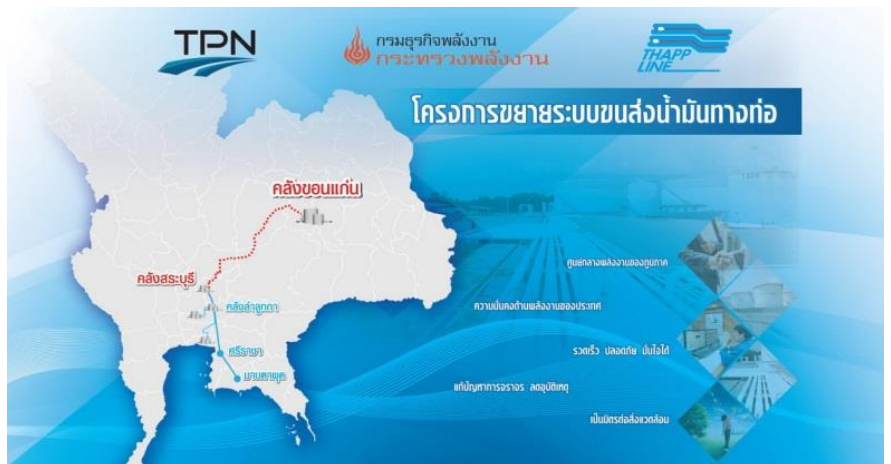 TPN
กรมธุรกิจพลังงาน
กระทรวงพลังงาน
THAPP
LINE
โครงการขยายระบบขนส่งน้ำมันทางท่อ
คลังขอนแก่น
คลังสระบุรี
คลังลำลูกกา
ศรีราชา
มาบตาพุด
ศูนย์กลางพลังงานของภูมิภาค
ความมั่นคงด้านพลังงานของประเทศ
รวดเร็ว ปลอดภัย มั่นใจได้
แก้ปัญหาการจราจร ลดอุบัติเหตุ
เป็นมิตรต่อสิ่งแวดล้อม